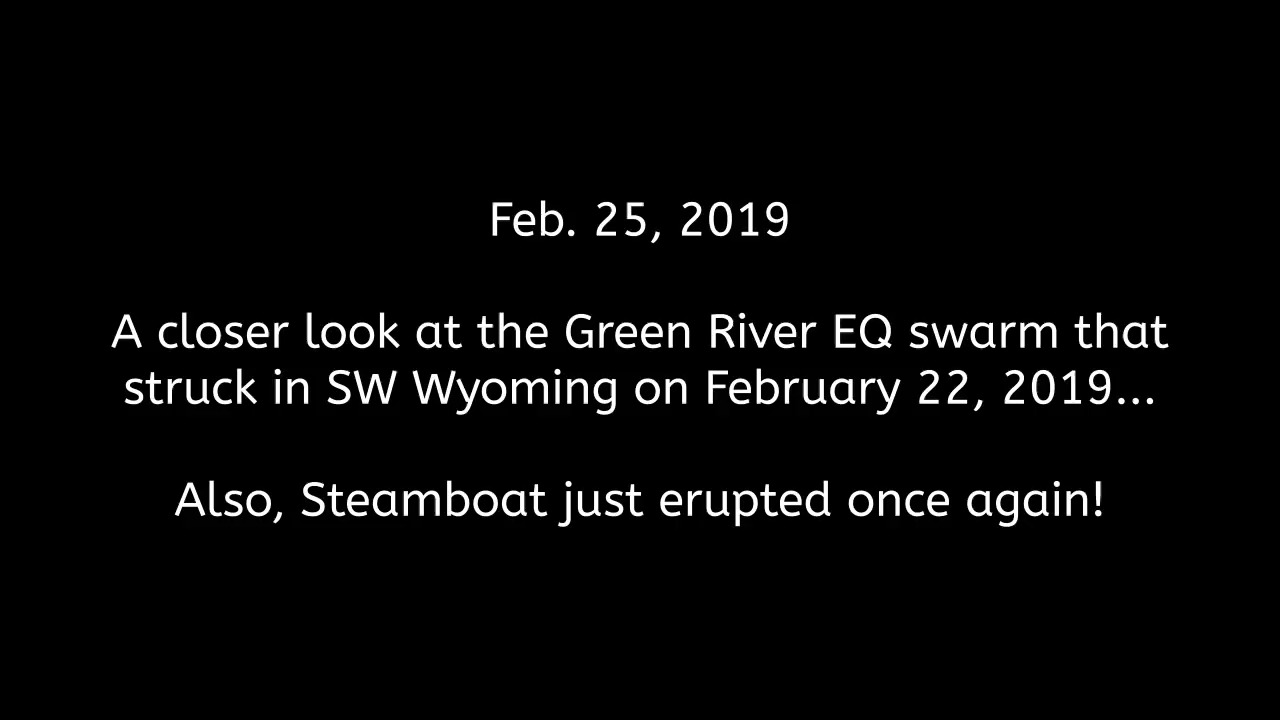 Feb. 25, 2019
A closer look at the Green River EQ swarm that
struck in SW Wyoming on February 22, 2019...
Also, Steamboat just erupted once again!